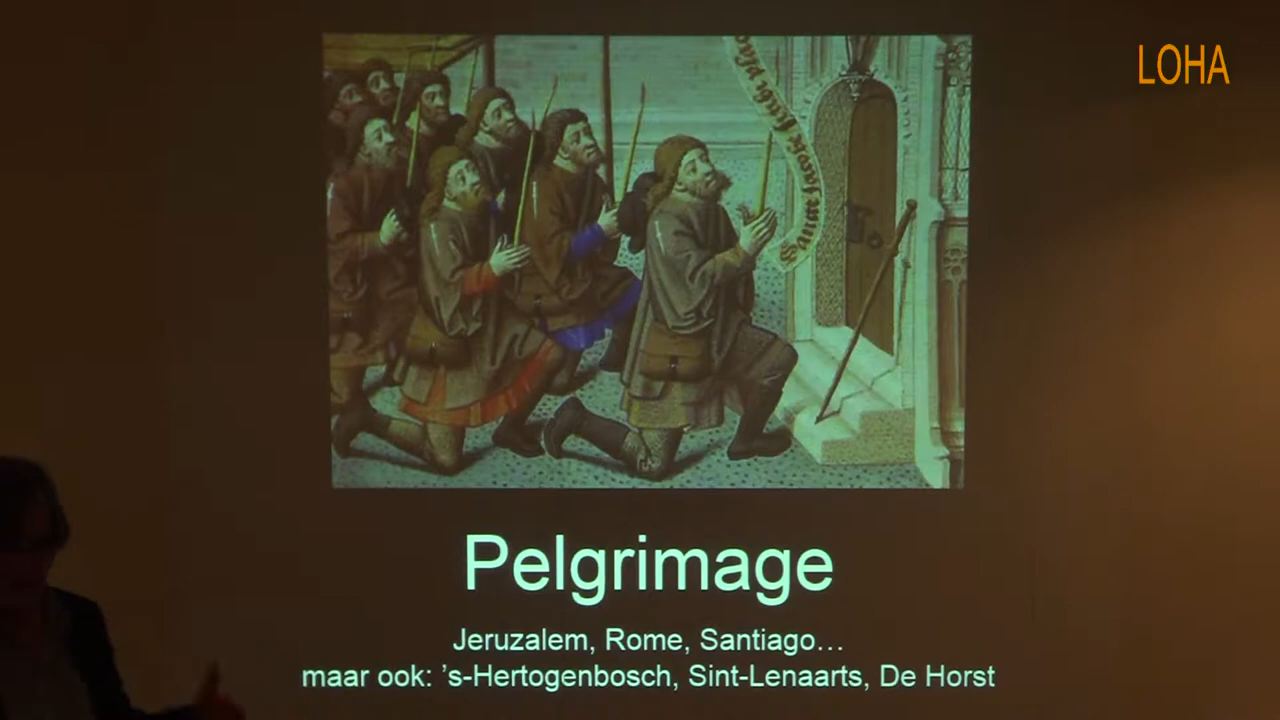 LOHA
Pelgrimage
Jeruzalem, Rome, Santiago…
maar ook: ’s-Hertogenbosch, Sint-Lenaarts, De Horst